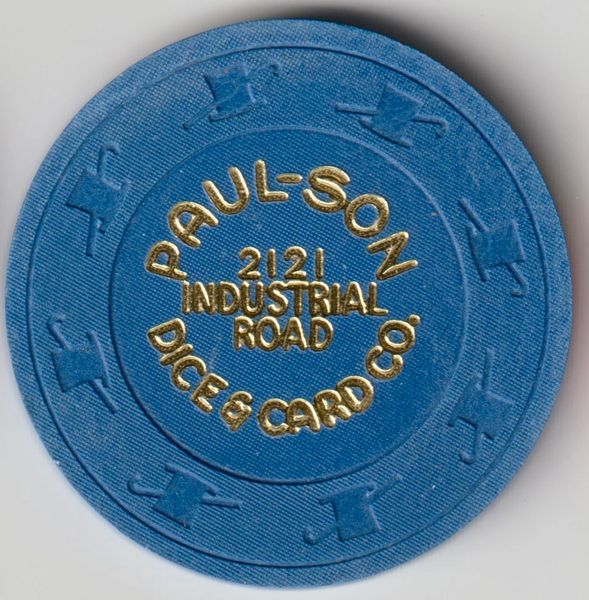 PAUL-SON
2121
INDUSTRIAL
ROAD
DICE & CARD CO.